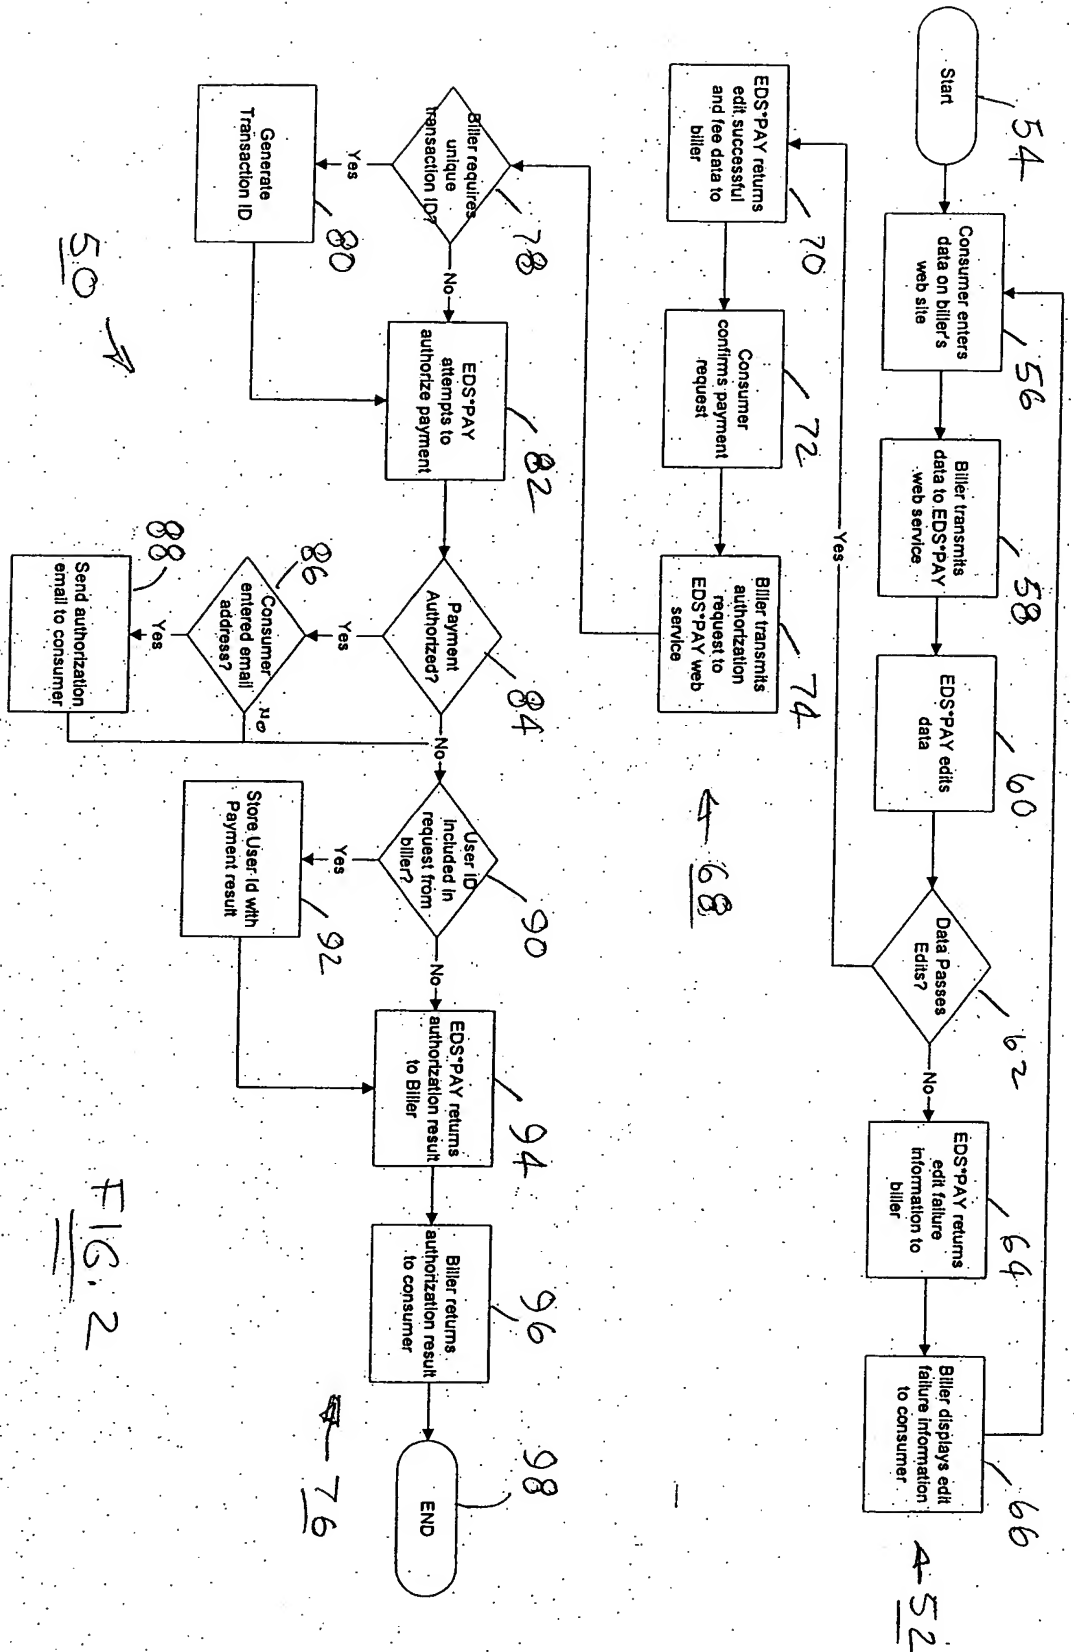 Start
54
Consumer enters
data on biller's
web site
56
Biller transmits
data to EDS*PAY
web service
58
EDS*PAY edits
data
60
Data Passes
Edits?
62
No
EDS*PAY returns
edit failure
information to
biller
64
Biller displays edit
failure information
to consumer
66
52
Yes
EDS*PAY returns
edit successful
and fee data to
biller
70
Consumer
confirms payment
request
72
Biller transmits
authorization
request to
EDS*PAY web
service
74
68
Biller requires
unique
transaction ID?
78
Yes
No
Generate
Transaction ID
80
EDS*PAY
attempts to
authorize payment
82
Payment
Authorized?
84
Yes
No
Consumer
entered email
address?
86
No
Yes
Send authorization
email to consumer
88
User ID
included in
request from
biller?
90
Yes
No
Store User Id with
Payment result
92
EDS*PAY returns
authorization result
to Biller
94
Biller returns
authorization result
to consumer
96
END
98
76
50
FIG. 2